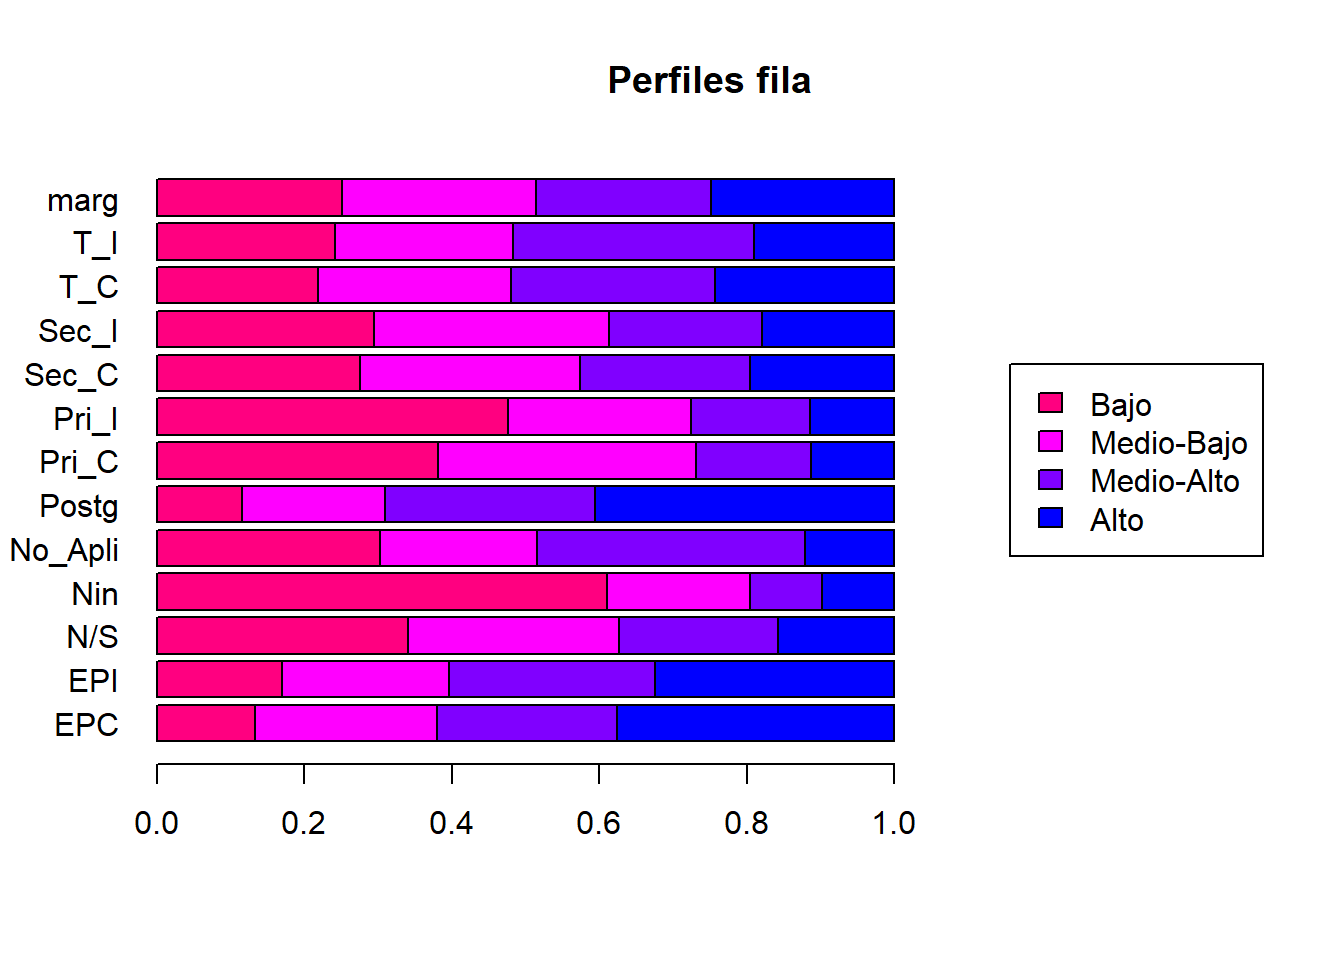 Perfiles fila
marg
T_I
T_C
Sec_I
Sec_C
Pri_I
Pri_C
Postg
No_Apli
Nin
N/S
EPI
EPC
0.0 0.2 0.4 0.6 0.8 1.0
Bajo
Medio-Bajo
Medio-Alto
Alto